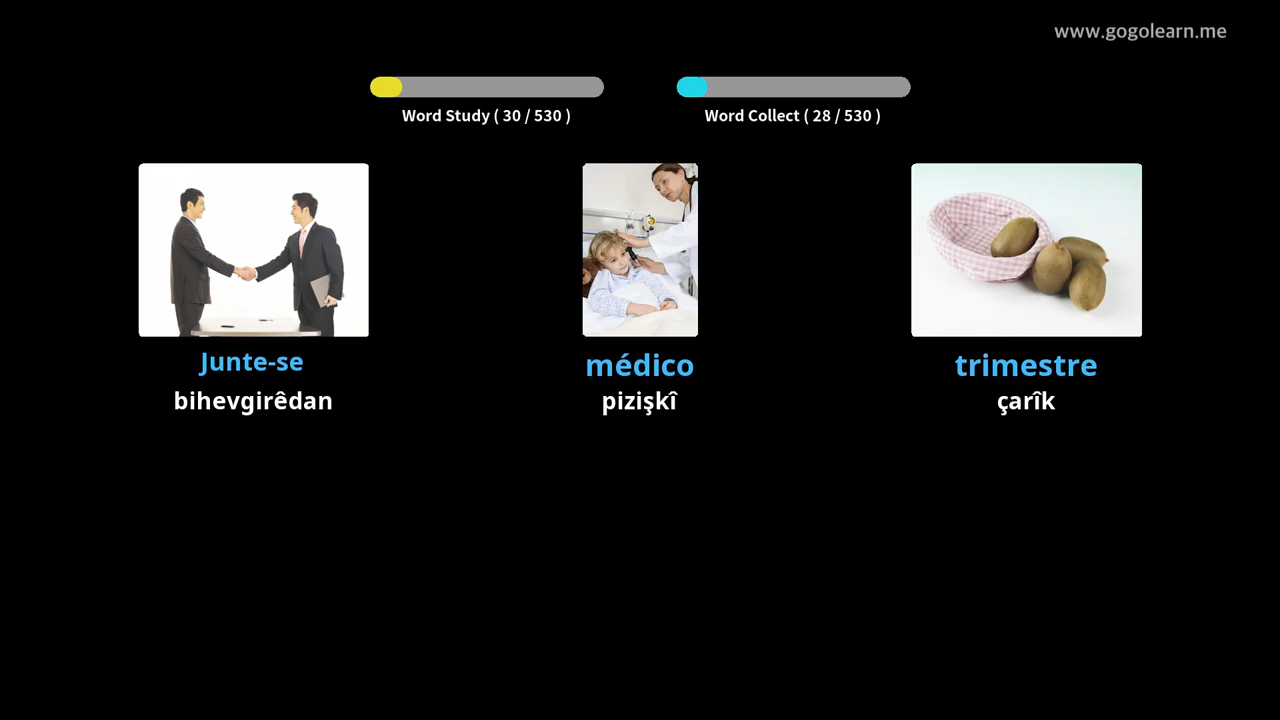 www.gogolearn.me
Word Study ( 30 / 530 )
Word Collect ( 28 / 530 )
Junte-se
bihevgirêdan
médico
pizişkî
trimestre
çarîk